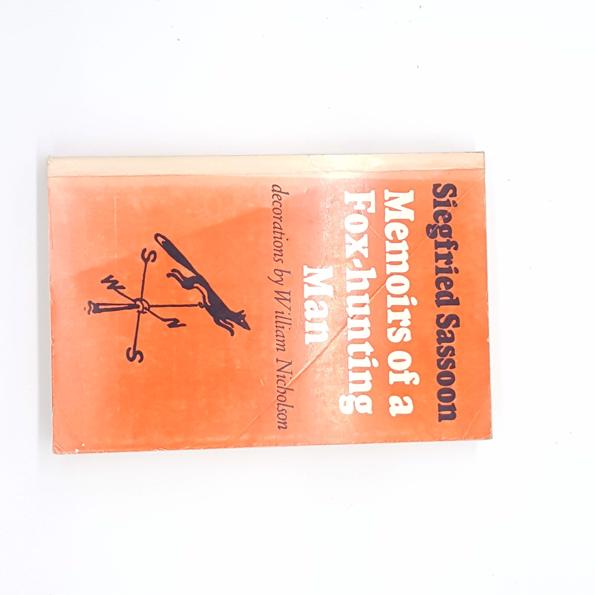 Siegfried Sassoon
Memoirs of a
Fox-hunting
Man
decorations by William Nicholson
S
W
N
S